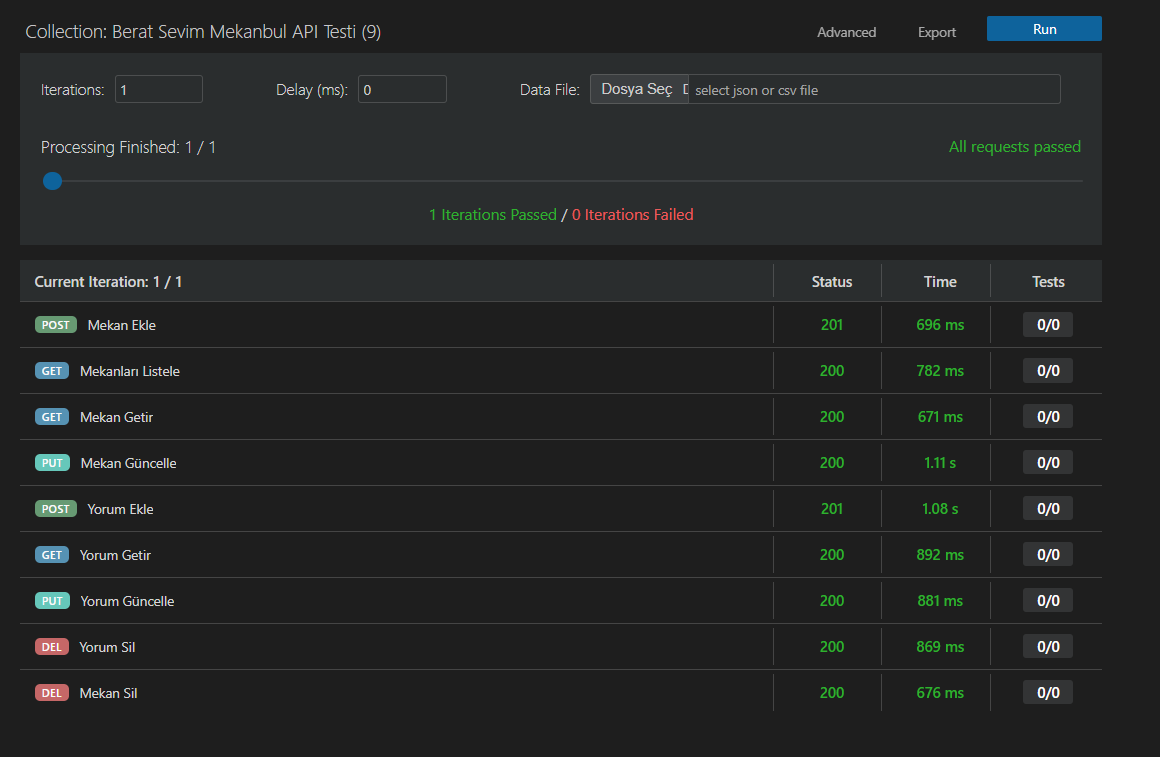 Collection: Berat Sevim Mekanbul API Testi (9) Advanced Export Run
Iterations: 1 Delay (ms): 0 Data File: Dosya Seç select json or csv file
Processing Finished: 1 / 1 All requests passed
1 Iterations Passed / 0 Iterations Failed
Current Iteration: 1 / 1 Status Time Tests
POST Mekan Ekle 201 696 ms 0/0
GET Mekanları Listele 200 782 ms 0/0
GET Mekan Getir 200 671 ms 0/0
PUT Mekan Güncelle 200 1.11 s 0/0
POST Yorum Ekle 201 1.08 s 0/0
GET Yorum Getir 200 892 ms 0/0
PUT Yorum Güncelle 200 881 ms 0/0
DEL Yorum Sil 200 869 ms 0/0
DEL Mekan Sil 200 676 ms 0/0